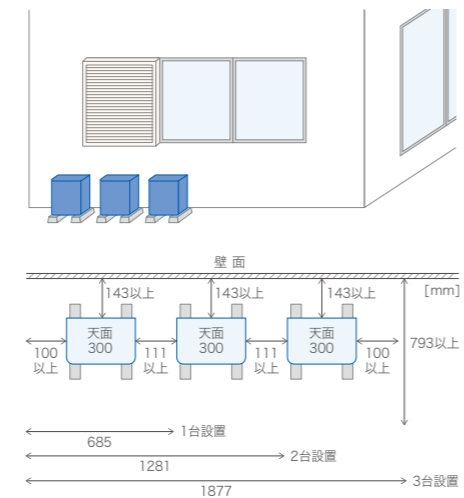 壁 面
143以上
143以上
143以上
[mm]
天面
300
天面
300
天面
300
793以上
100
以上
111
以上
111
以上
100
以上
1台設置
685
2台設置
1281
3台設置
1877